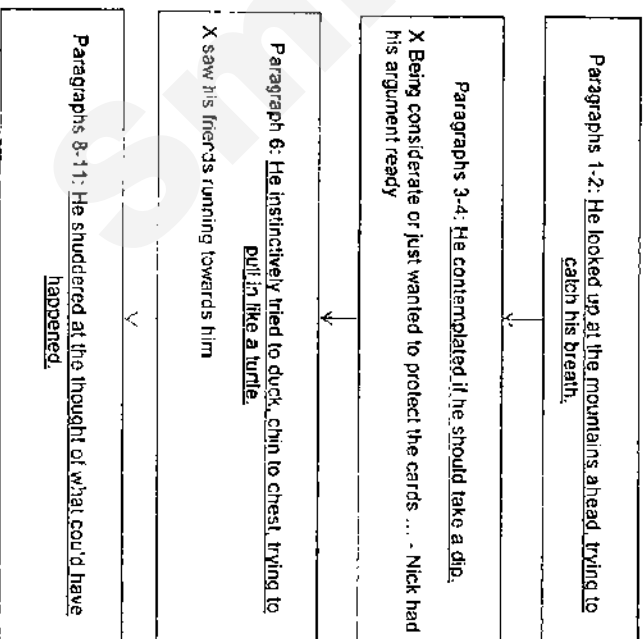 Paragraphs 1-2: He looked up at the mountains ahead, trying to
catch his breath.
Paragraphs 3-4: He contemplated if he should take a dip.
X Being considerate or just wanted to protect the cards ... - Nick had
his argument ready
Paragraph 6: He instinctively tried to duck, chin to chest, trying to
pull in like a turtle.
X saw his friends running towards him
Paragraphs 8-11: He shuddered at the thought of what could have
happened.